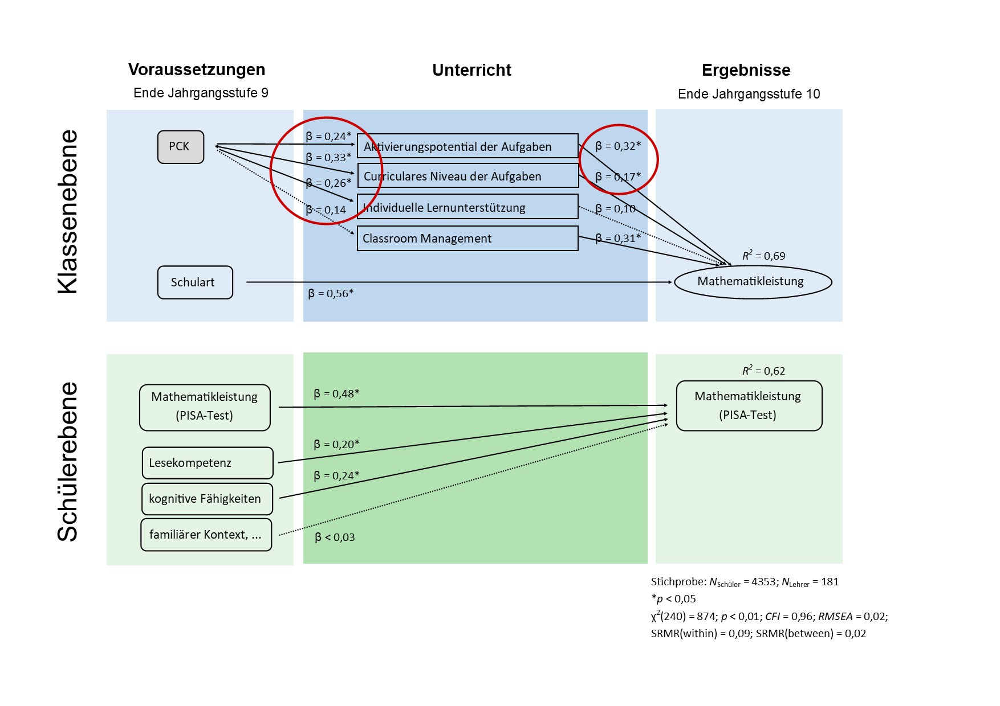 Voraussetzungen
Ende Jahrgangsstufe 9
Unterricht
Ergebnisse
Ende Jahrgangsstufe 10
Klassenebene
PCK
β = 0,24*
β = 0,33*
β = 0,26*
β = 0,14
Aktivierungspotential der Aufgaben
Curriculares Niveau der Aufgaben
Individuelle Lernunterstützung
Classroom Management
β = 0,32*
β = 0,17*
β = 0,10
β = 0,31*
R² = 0,69
Mathematikleistung
Schulart
β = 0,56*
Schülerebene
Mathematikleistung
(PISA-Test)
Lesekompetenz
kognitive Fähigkeiten
familiärer Kontext, ...
β = 0,48*
β = 0,20*
β = 0,24*
β < 0,03
R² = 0,62
Mathematikleistung
(PISA-Test)
Stichprobe: NSchüler = 4353; NLehrer = 181
*p < 0,05
χ²(240) = 874; p < 0,01; CFI = 0,96; RMSEA = 0,02;
SRMR(within) = 0,09; SRMR(between) = 0,02